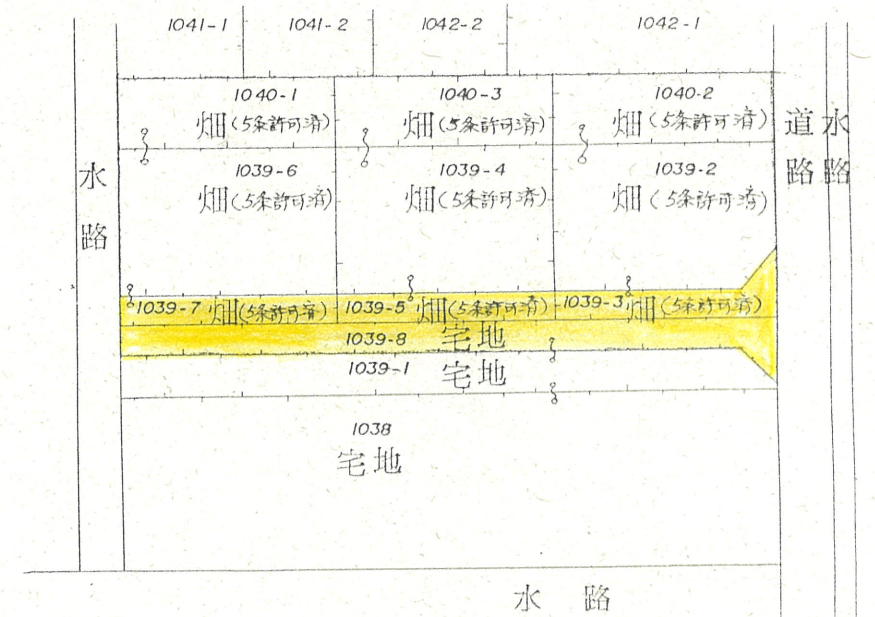 1041-1 1041-2 1042-2 1042-1
1040-1 1040-3 1040-2
畑(5条許可済) 畑(5条許可済) 畑(5条許可済)
道路
水路
水路
1039-6 1039-4 1039-2
畑(5条許可済) 畑(5条許可済) 畑(5条許可済)
1039-7 畑(5条許可済) 1039-5 畑(5条許可済) 1039-3 畑(5条許可済)
1039-8 宅地
1039-1 宅地
1038
宅地
水路